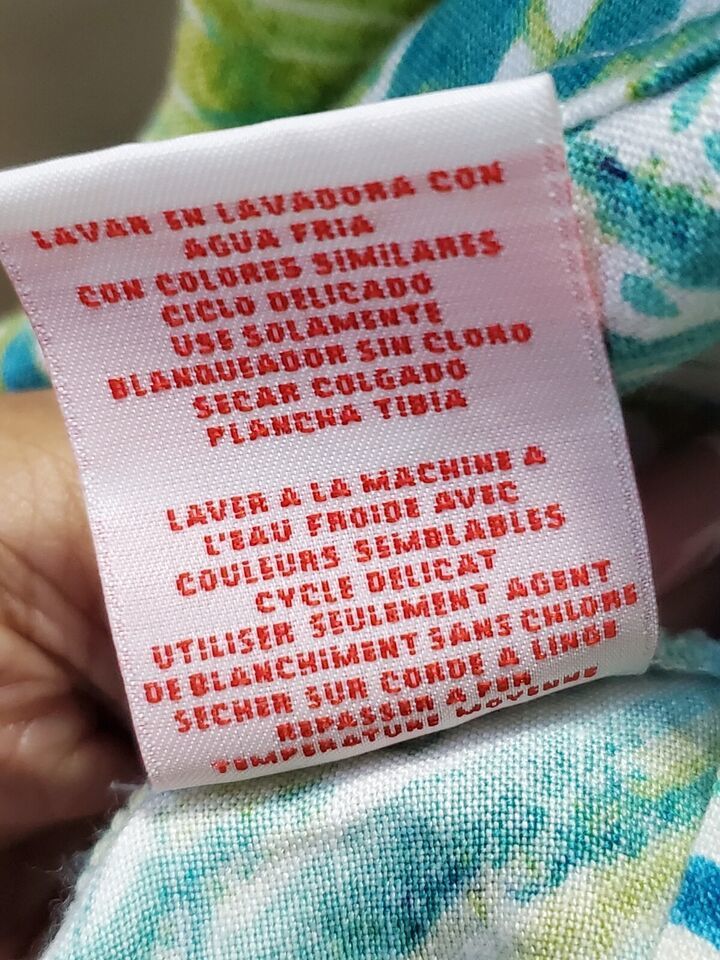 LAVAR EN LAVADORA CON
AGUA FRIA
CON COLORES SIMILARES
CICLO DELICADO
USE SOLAMENTE
BLANQUEADOR SIN CLORO
SECAR COLGADO
PLANCHA TIBIA
LAVER A LA MACHINE A
L'EAU FROIDE AVEC
COULEURS SEMBLABLES
CYCLE DELICAT
UTILISER SEULEMENT AGENT
DE BLANCHIMENT SANS CHLORE
SECHER SUR CORDE A LINGE
REPASSER A FER
TEMPERATURE MOYENNE